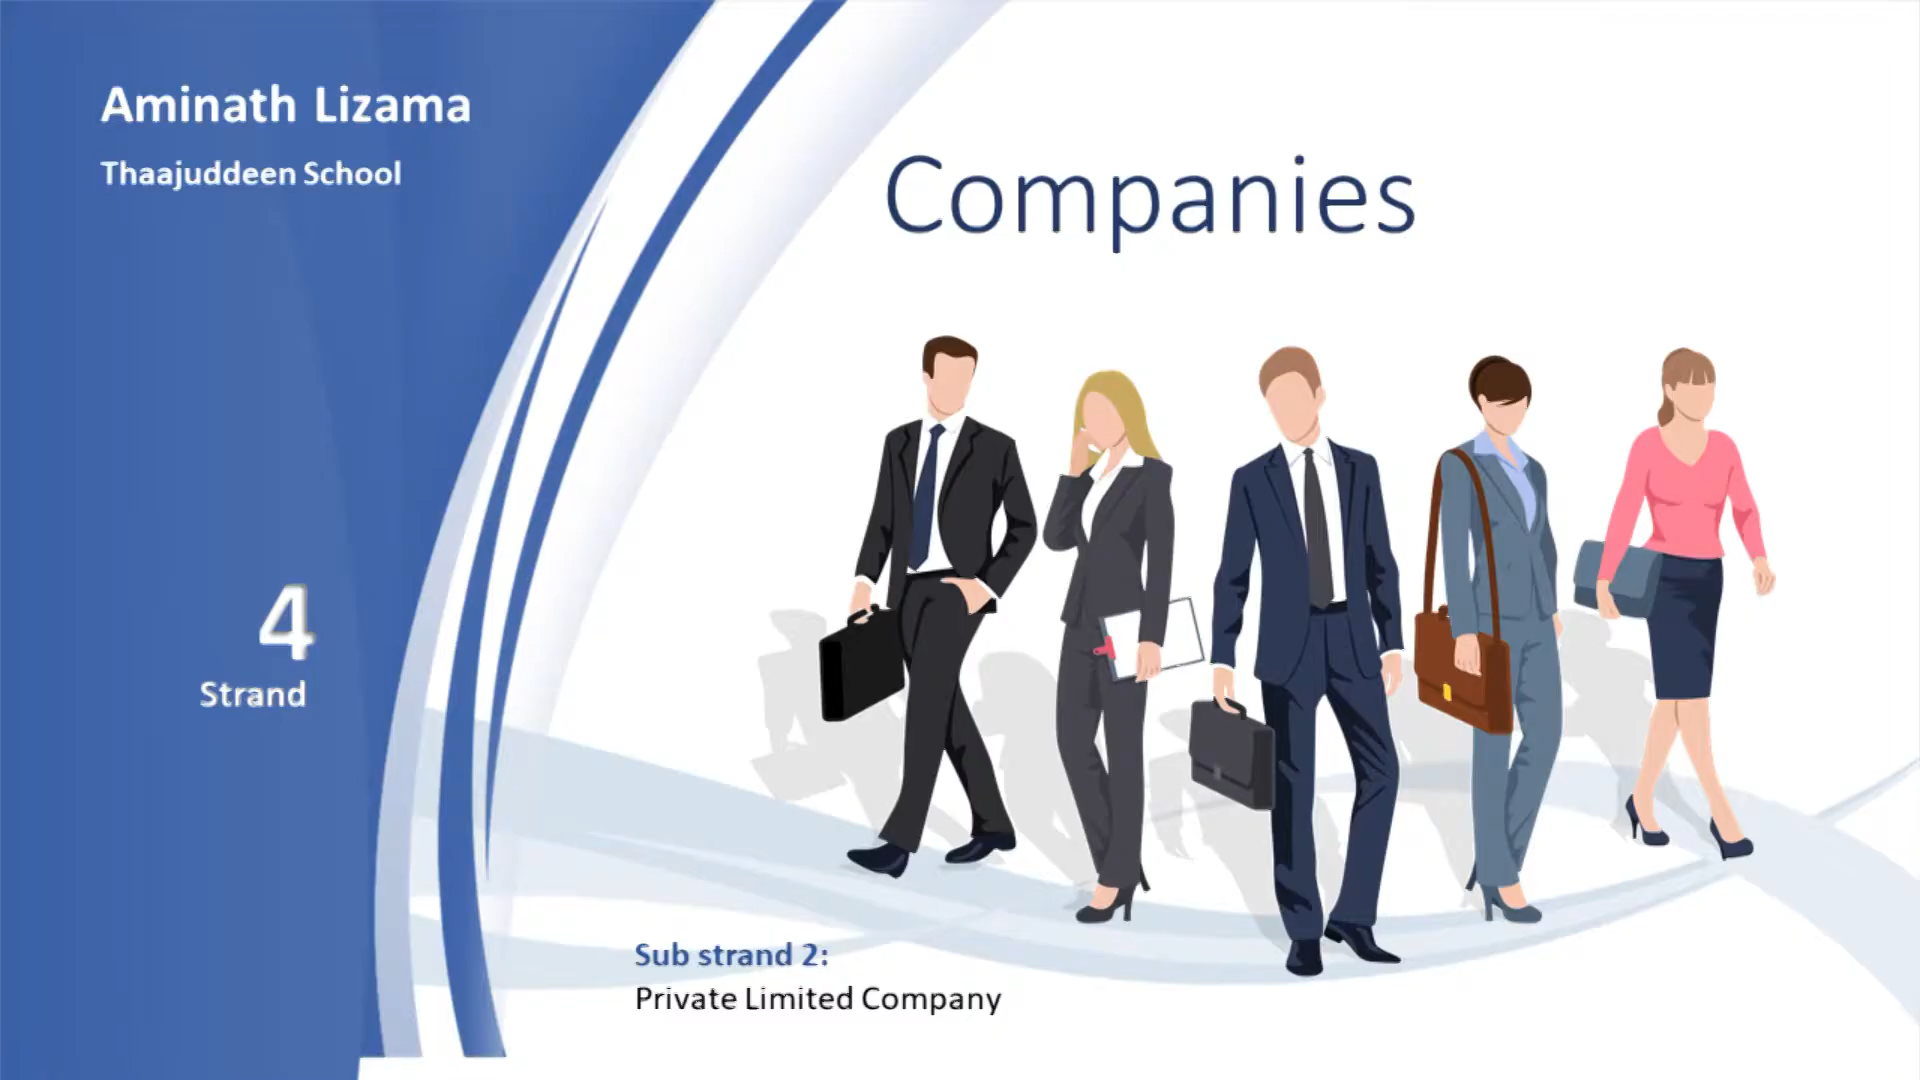 Aminath Lizama
Thaajuddeen School
Companies
4
Strand
Sub strand 2:
Private Limited Company